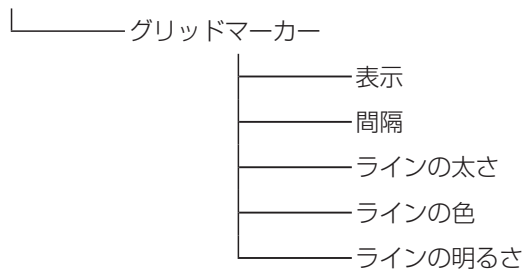 グリッドマーカー
表示
間隔
ラインの太さ
ラインの色
ラインの明るさ